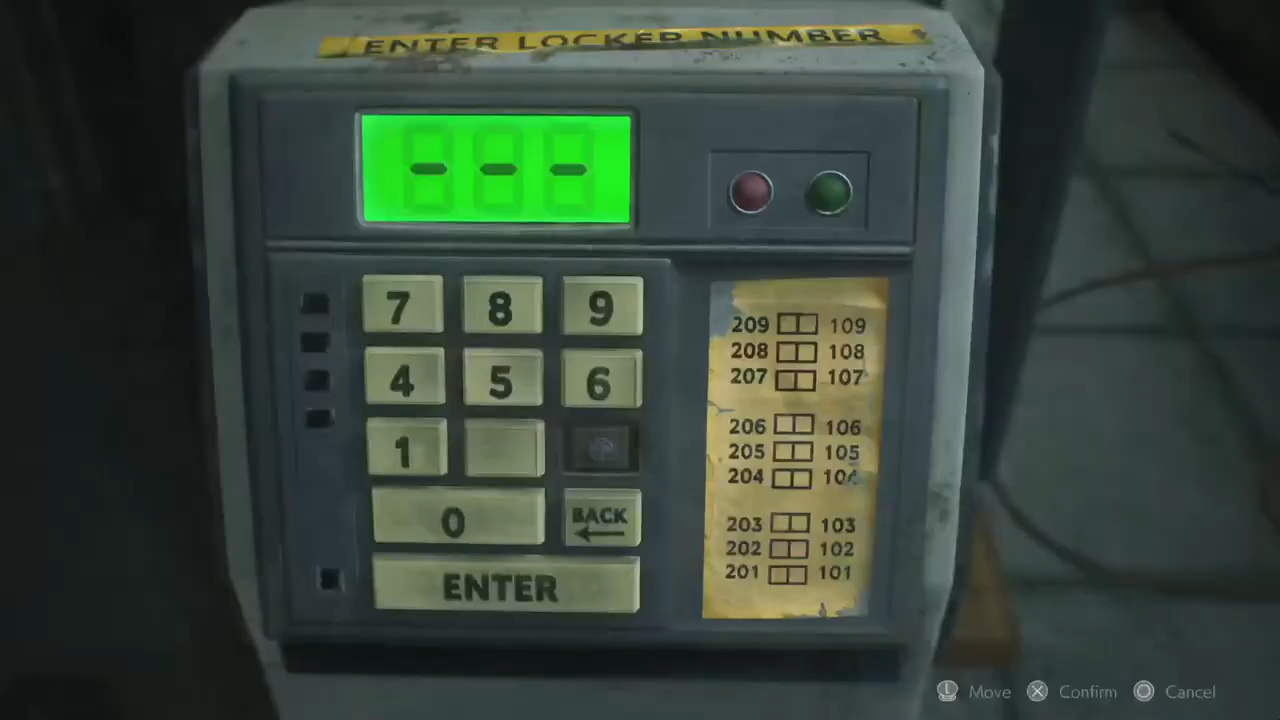 ENTER LOCKER NUMBER
- - -
7 8 9
4 5 6
1
0 BACK
ENTER
209 109
208 108
207 107
206 106
205 105
204 104
203 103
202 102
201 101
L Move X Confirm O Cancel